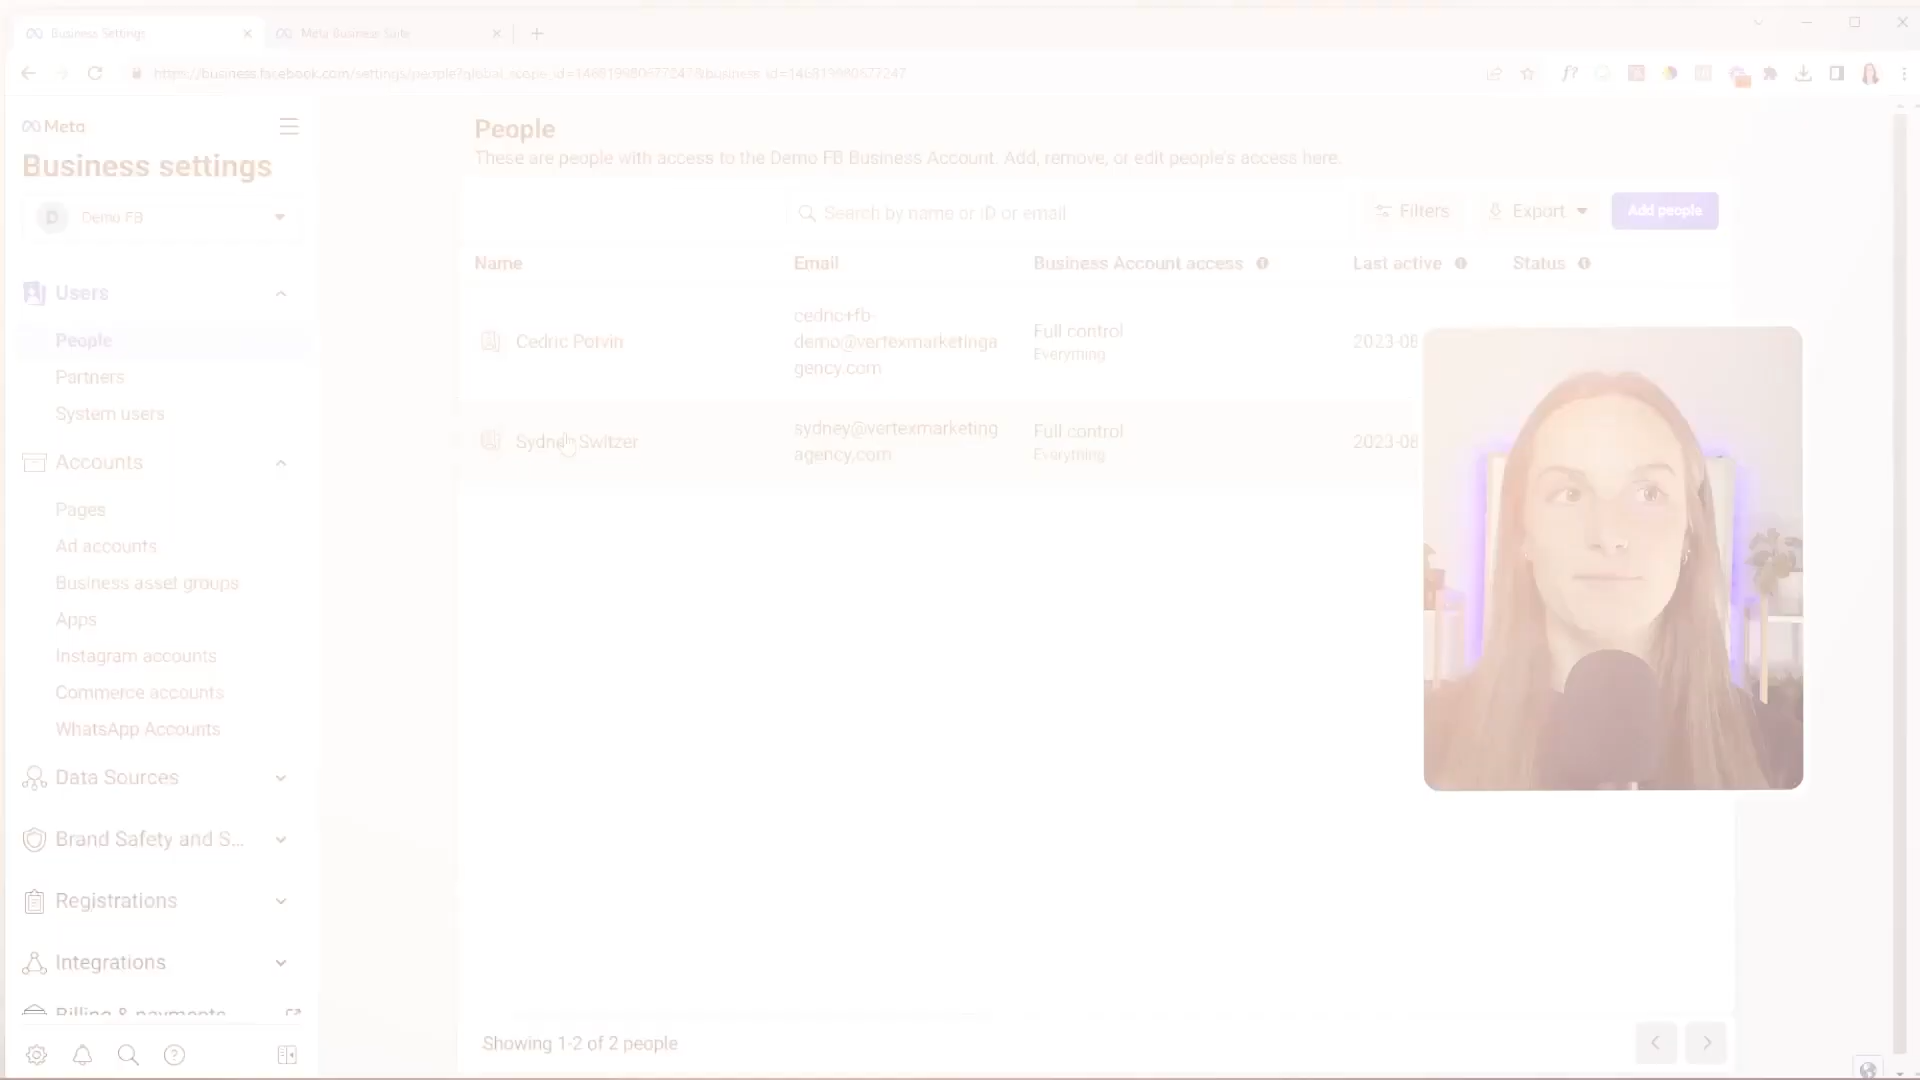 Business Settings
Meta Business Suite
Meta
Business settings
D
Demo FB
Users
People
Partners
System users
Accounts
Pages
Ad accounts
Business asset groups
Apps
Instagram accounts
Commerce accounts
WhatsApp Accounts
Data Sources
Brand Safety and S...
Registrations
Integrations
Billing & payments
People
These are people with access to the Demo FB Business Account. Add, remove, or edit people's access here.
Search by name or ID or email
Filters
Export
Add people
Name
Email
Business Account access
Last active
Status
Cedric Potvin
cedric+fb-
demo@vertexmarketinga
gency.com
Full control
Everything
2023-08
Sydney Switzer
sydney@vertexmarketing
agency.com
Full control
Everything
2023-08
Showing 1-2 of 2 people